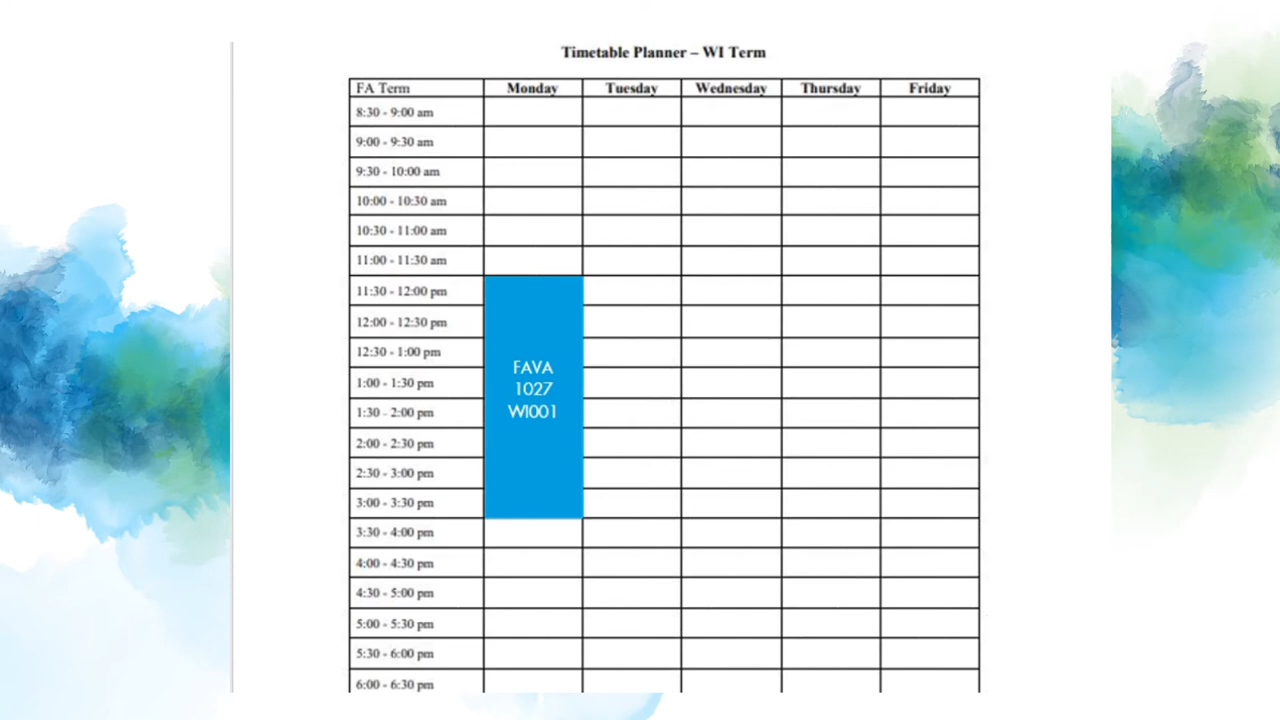 Timetable Planner – WI Term
FA Term Monday Tuesday Wednesday Thursday Friday
8:30 - 9:00 am
9:00 - 9:30 am
9:30 - 10:00 am
10:00 - 10:30 am
10:30 - 11:00 am
11:00 - 11:30 am
11:30 - 12:00 pm
12:00 - 12:30 pm
12:30 - 1:00 pm
1:00 - 1:30 pm
1:30 - 2:00 pm
2:00 - 2:30 pm
2:30 - 3:00 pm
3:00 - 3:30 pm
3:30 - 4:00 pm
4:00 - 4:30 pm
4:30 - 5:00 pm
5:00 - 5:30 pm
5:30 - 6:00 pm
6:00 - 6:30 pm
FAVA
1027
WI001